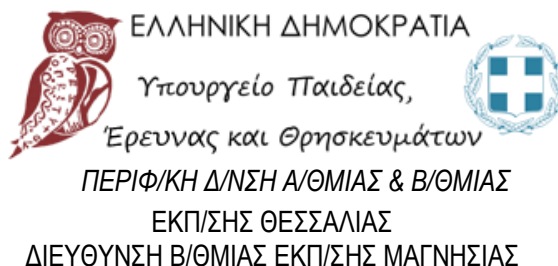 ΕΛΛΗΝΙΚΗ ΔΗΜΟΚΡΑΤΙΑ
Υπουργείο Παιδείας,
Έρευνας και Θρησκευμάτων
ΠΕΡΙΦ/ΚΗ Δ/ΝΣΗ Α/ΘΜΙΑΣ & Β/ΘΜΙΑΣ
ΕΚΠ/ΣΗΣ ΘΕΣΣΑΛΙΑΣ
ΔΙΕΥΘΥΝΣΗ Β/ΘΜΙΑΣ ΕΚΠ/ΣΗΣ ΜΑΓΝΗΣΙΑΣ